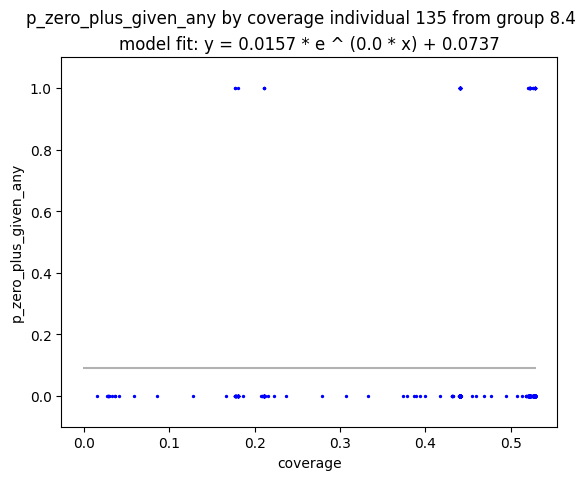 p_zero_plus_given_any by coverage individual 135 from group 8.4
model fit: y = 0.0157 * e ^ (0.0 * x) + 0.0737
p_zero_plus_given_any
1.0
0.8
0.6
0.4
0.2
0.0
0.0 0.1 0.2 0.3 0.4 0.5
coverage